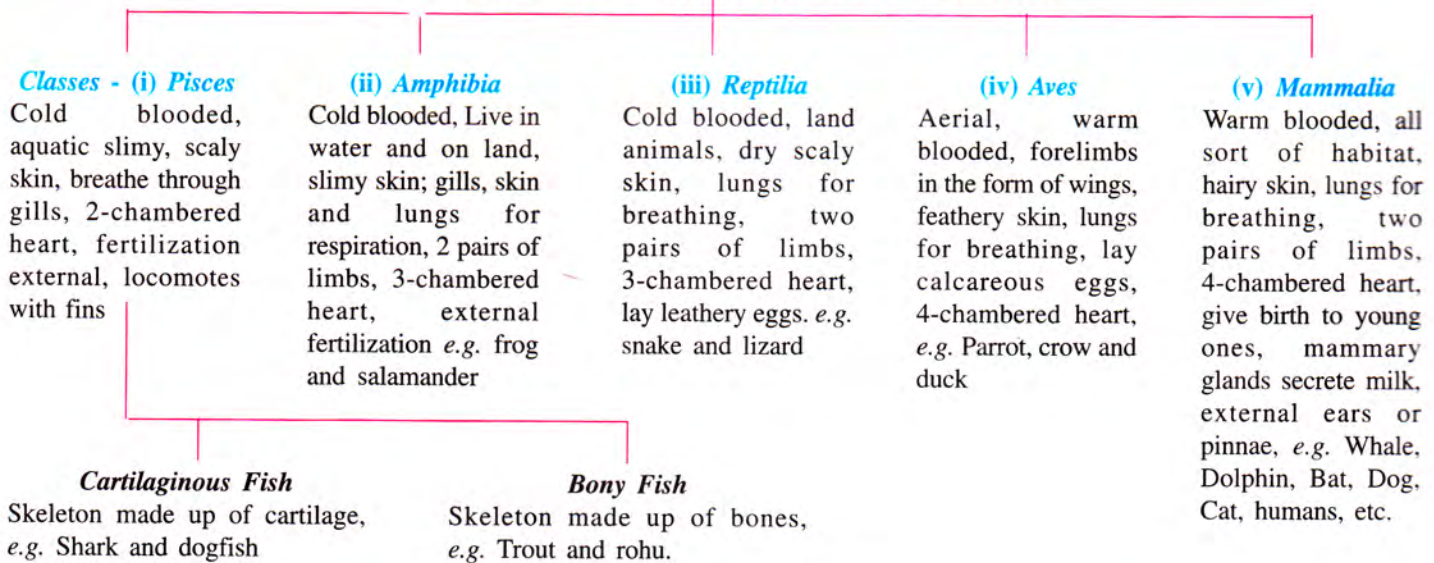 Classes - (i) Pisces
Cold blooded,
aquatic slimy, scaly
skin, breathe through
gills, 2-chambered
heart, fertilization
external, locomotes
with fins
(ii) Amphibia
Cold blooded, Live in
water and on land,
slimy skin; gills, skin
and lungs for
respiration, 2 pairs of
limbs, 3-chambered
heart, external
fertilization e.g. frog
and salamander
(iii) Reptilia
Cold blooded, land
animals, dry scaly
skin, lungs for
breathing, two
pairs of limbs,
3-chambered heart,
lay leathery eggs. e.g.
snake and lizard
(iv) Aves
Aerial, warm
blooded, forelimbs
in the form of wings,
feathery skin, lungs
for breathing, lay
calcareous eggs,
4-chambered heart,
e.g. Parrot, crow and
duck
(v) Mammalia
Warm blooded, all
sort of habitat,
hairy skin, lungs for
breathing, two
pairs of limbs,
4-chambered heart,
give birth to young
ones, mammary
glands secrete milk,
external ears or
pinnae, e.g. Whale,
Dolphin, Bat, Dog,
Cat, humans, etc.
Cartilaginous Fish
Skeleton made up of cartilage,
e.g. Shark and dogfish
Bony Fish
Skeleton made up of bones,
e.g. Trout and rohu.